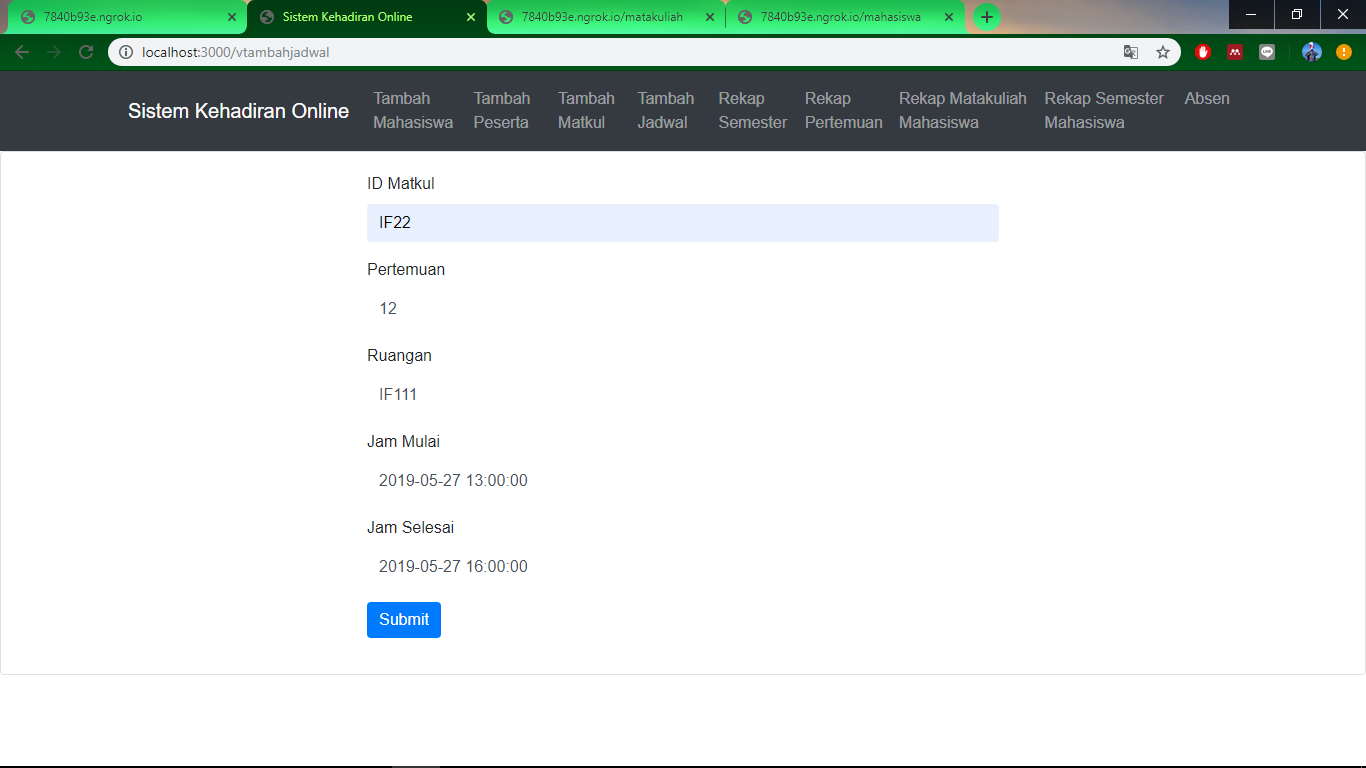 7840b93e.ngrok.io
Sistem Kehadiran Online
7840b93e.ngrok.io/matakuliah
7840b93e.ngrok.io/mahasiswa
localhost:3000/vtambahjadwal
Sistem Kehadiran Online
Tambah Mahasiswa
Tambah Peserta
Tambah Matkul
Tambah Jadwal
Rekap Semester
Rekap Pertemuan
Rekap Matakuliah Mahasiswa
Rekap Semester Mahasiswa
Absen
ID Matkul
IF22
Pertemuan
12
Ruangan
IF111
Jam Mulai
2019-05-27 13:00:00
Jam Selesai
2019-05-27 16:00:00
Submit